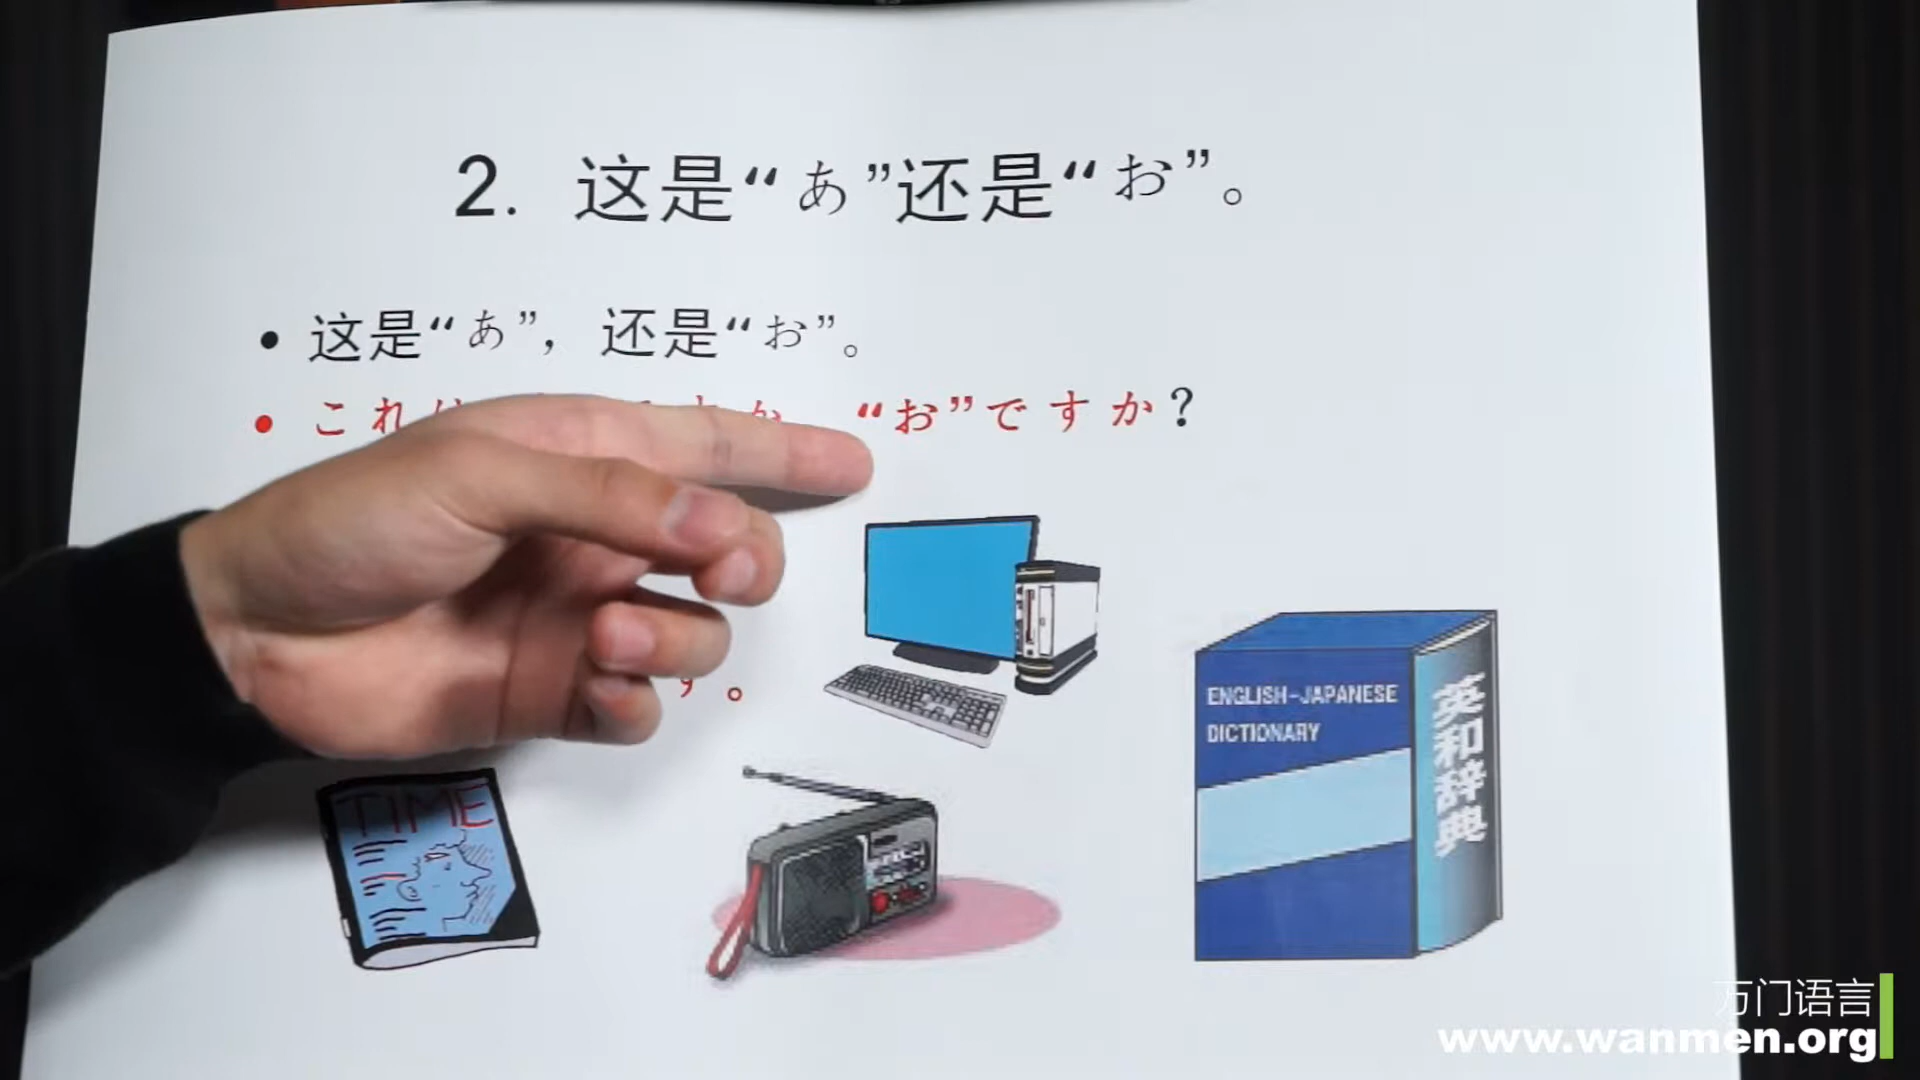 2. 这是“あ”还是“お”。
• 这是“あ”，还是“お”。
• これ “お”ですか？
す。
ENGLISH-JAPANESE
DICTIONARY
英和辞典
TIME
万门语言
www.wanmen.org